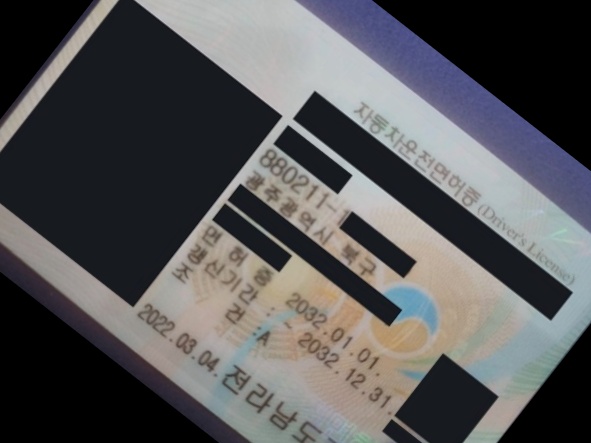 자동차운전면허증 (Driver's License)
880211-1
광주광역시 북구
면허증
갱신기간 : 2032.01.01.
~ 2032.12.31.
조 건 :A
2022.03.04. 전라남도